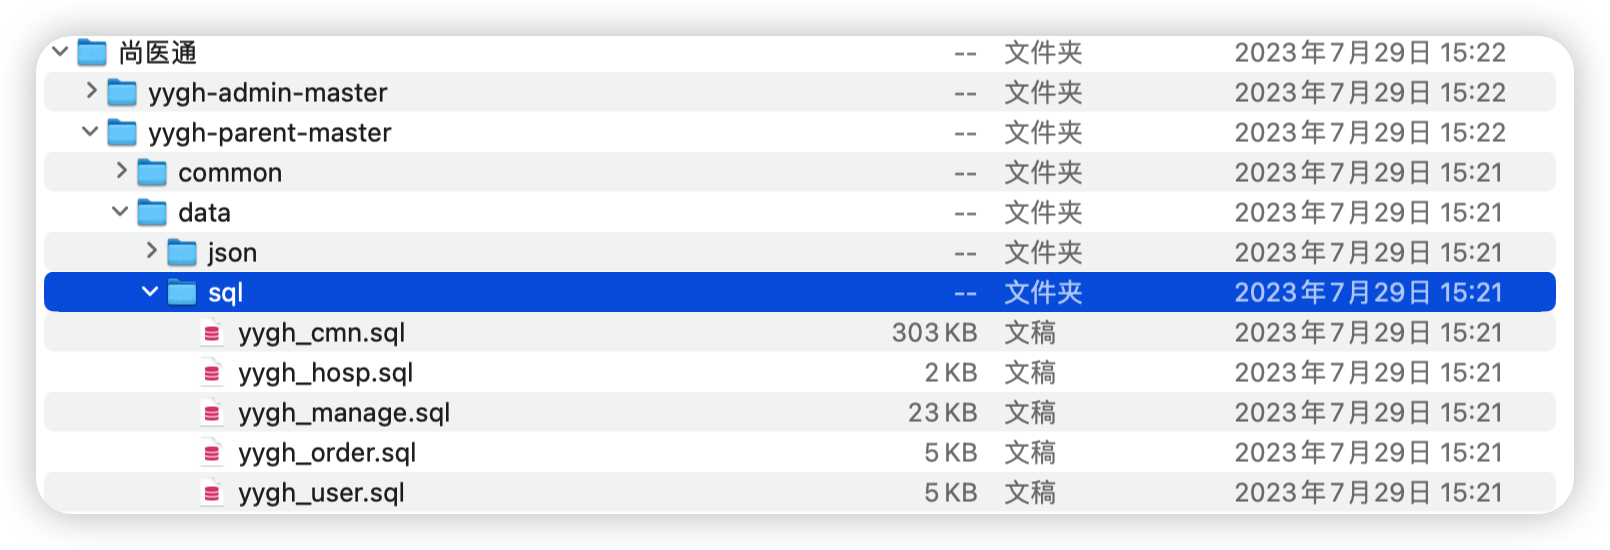 尚医通 -- 文件夹 2023年7月29日 15:22
yygh-admin-master -- 文件夹 2023年7月29日 15:22
yygh-parent-master -- 文件夹 2023年7月29日 15:22
common -- 文件夹 2023年7月29日 15:21
data -- 文件夹 2023年7月29日 15:21
json -- 文件夹 2023年7月29日 15:21
sql -- 文件夹 2023年7月29日 15:21
yygh_cmn.sql 303 KB 文稿 2023年7月29日 15:21
yygh_hosp.sql 2 KB 文稿 2023年7月29日 15:21
yygh_manage.sql 23 KB 文稿 2023年7月29日 15:21
yygh_order.sql 5 KB 文稿 2023年7月29日 15:21
yygh_user.sql 5 KB 文稿 2023年7月29日 15:21